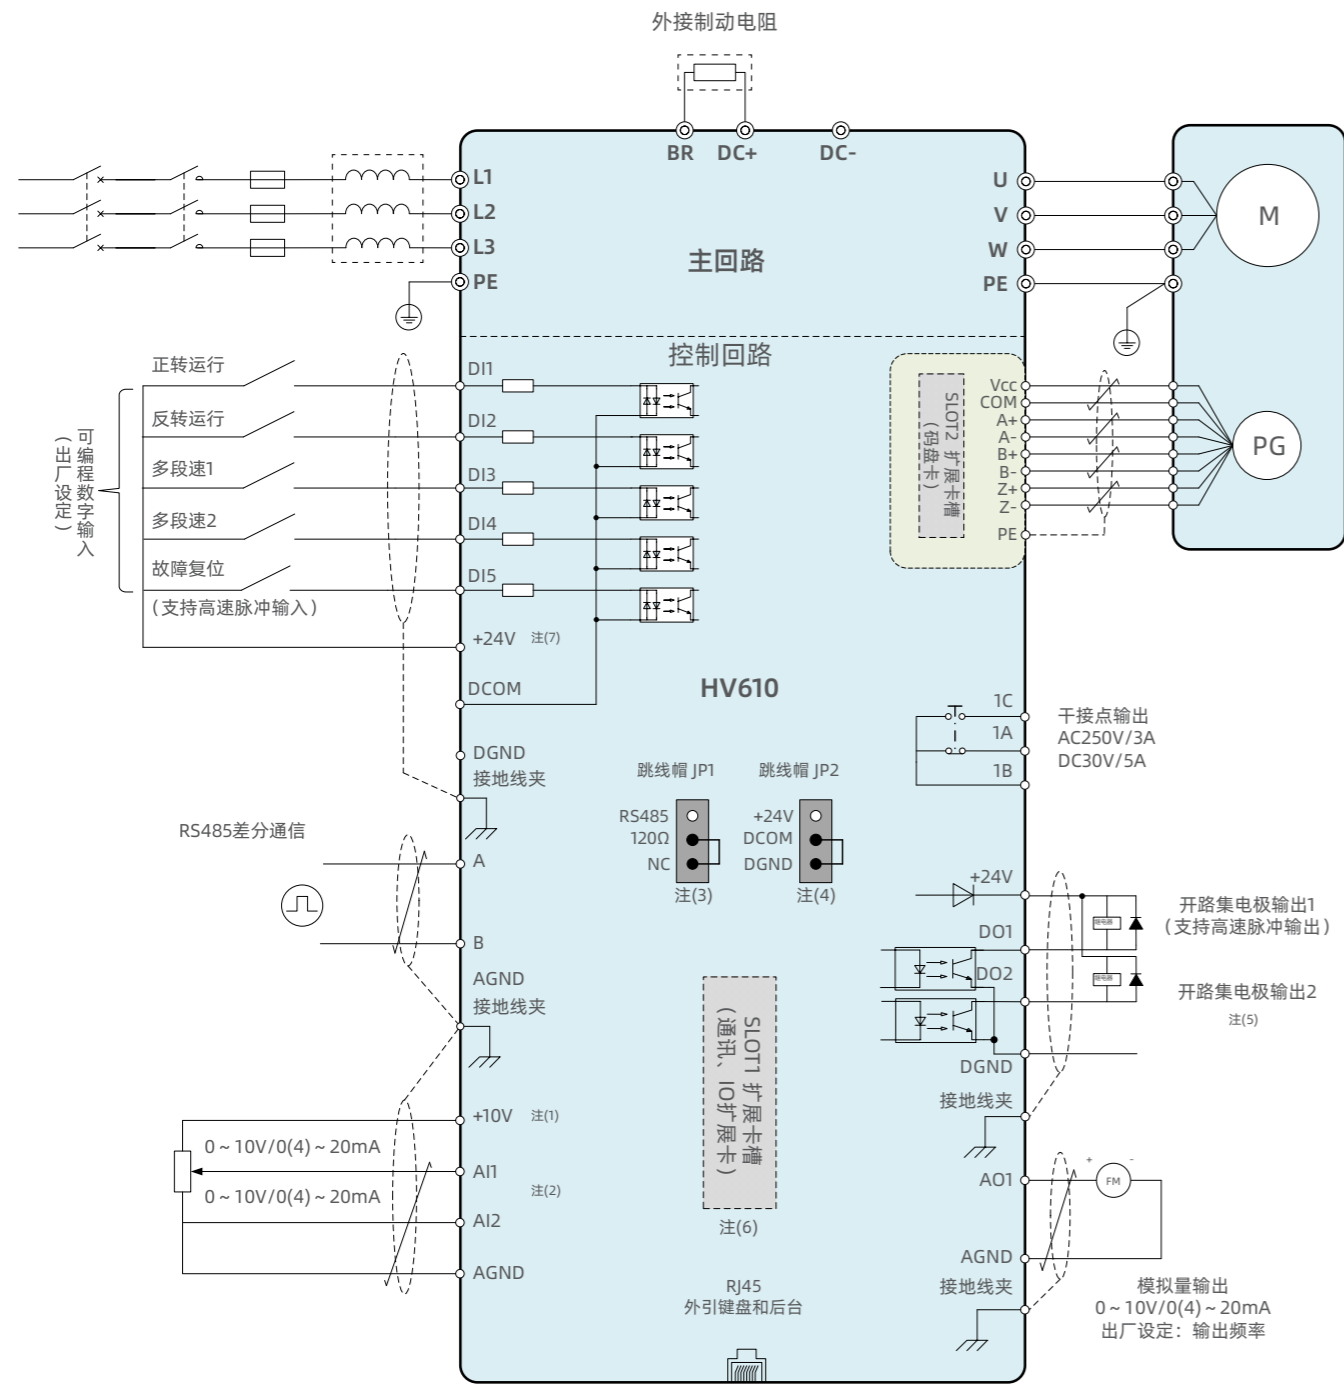 外接制动电阻
BR
DC+
DC-
L1
L2
L3
PE
主回路
U
V
W
PE
M
控制回路
可编程数字输入
（出厂设定）
正转运行
反转运行
多段速1
多段速2
故障复位
（支持高速脉冲输入）
DI1
DI2
DI3
DI4
DI5
+24V 注(7)
DCOM
DGND
接地线夹
SLOT2 扩展卡槽
（码盘卡）
Vcc
COM
A+
A-
B+
B-
Z+
Z-
PE
PG
HV610
1C
1A
1B
干接点输出
AC250V/3A
DC30V/5A
跳线帽 JP1
RS485
120Ω
NC
注(3)
跳线帽 JP2
+24V
DCOM
DGND
注(4)
RS485差分通信
A
B
AGND
接地线夹
+24V
DO1
DO2
DGND
接地线夹
继电器
继电器
开路集电极输出1
（支持高速脉冲输出）
开路集电极输出2
注(5)
SLOT1 扩展卡槽
（通讯、IO扩展卡）
注(6)
+10V 注(1)
0~10V/0(4)~20mA
AI1
注(2)
0~10V/0(4)~20mA
AI2
AGND
AO1
+
-
FM
AGND
接地线夹
模拟量输出
0~10V/0(4)~20mA
出厂设定：输出频率
RJ45
外引键盘和后台